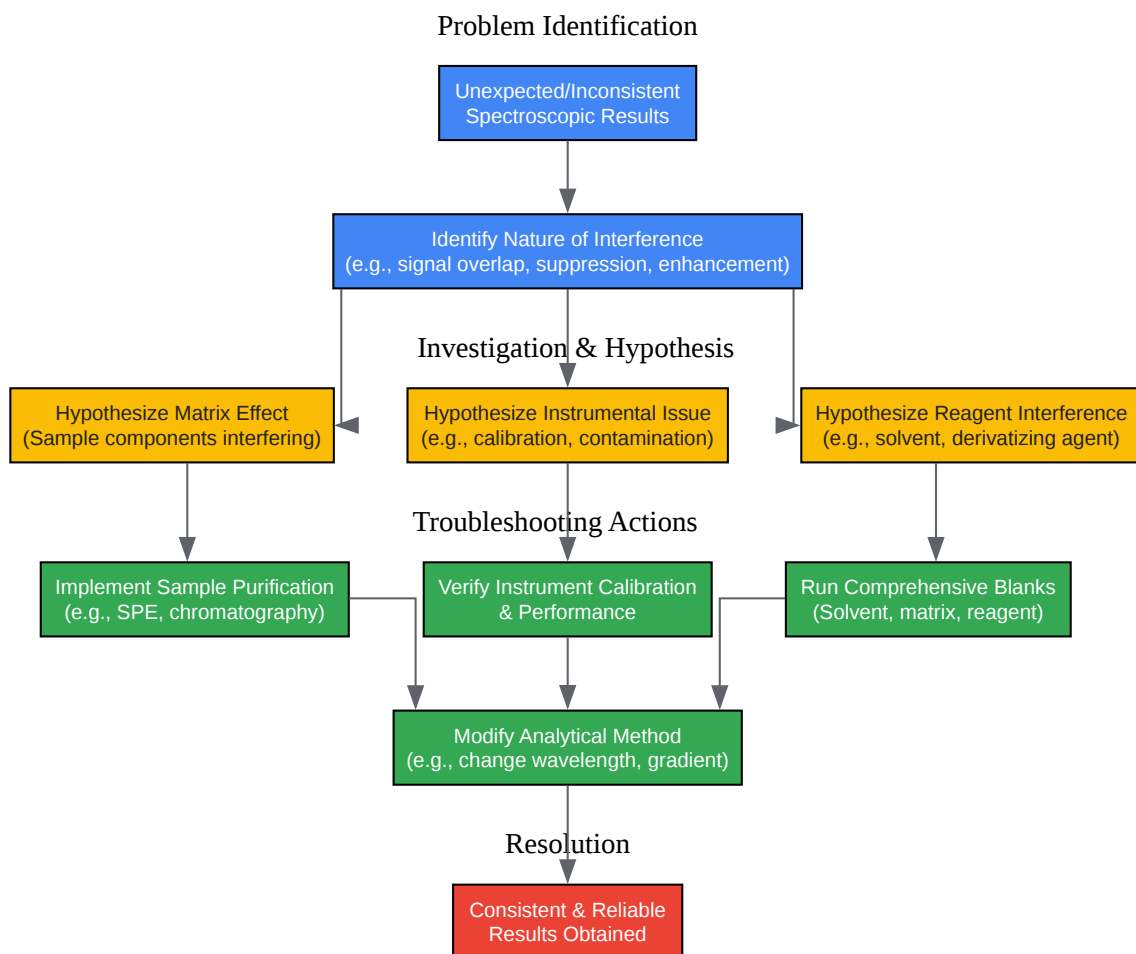 Problem Identification
Unexpected/Inconsistent
Spectroscopic Results
Identify Nature of Interference
(e.g., signal overlap, suppression, enhancement)
Investigation & Hypothesis
Hypothesize Matrix Effect
(Sample components interfering)
Hypothesize Instrumental Issue
(e.g., calibration, contamination)
Hypothesize Reagent Interference
(e.g., solvent, derivatizing agent)
Troubleshooting Actions
Implement Sample Purification
(e.g., SPE, chromatography)
Verify Instrument Calibration
& Performance
Run Comprehensive Blanks
(Solvent, matrix, reagent)
Modify Analytical Method
(e.g., change wavelength, gradient)
Resolution
Consistent & Reliable
Results Obtained